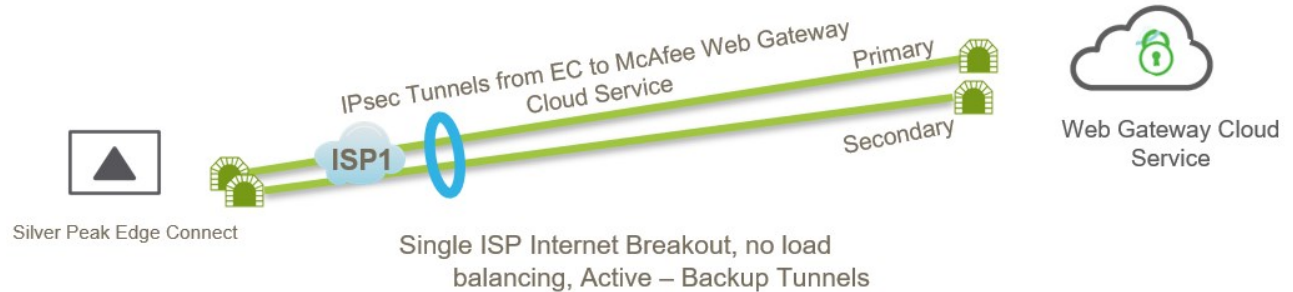 IPsec Tunnels from EC to McAfee Web Gateway
Cloud Service
Primary
Secondary
ISP1
Web Gateway Cloud
Service
Silver Peak Edge Connect
Single ISP Internet Breakout, no load
balancing, Active – Backup Tunnels